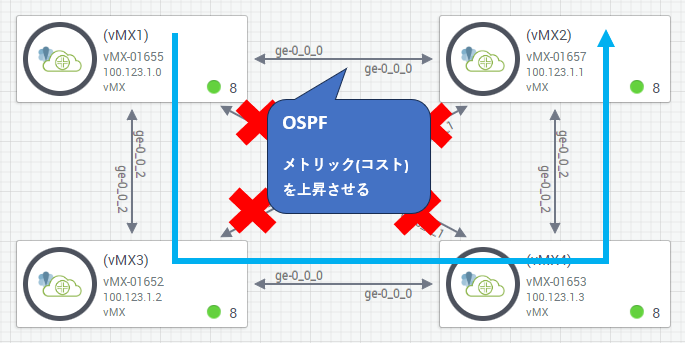 (vMX1)
vMX-01655
100.123.1.0
vMX
8
ge-0_0_0
ge-0_0_0
(vMX2)
vMX-01657
100.123.1.1
vMX
8
OSPF
メトリック(コスト)
を上昇させる
ge-0_0_2
ge-0_0_2
ge-0_0_2
ge-0_0_2
(vMX3)
vMX-01652
100.123.1.2
vMX
8
ge-0_0_0
ge-0_0_0
(vMX4)
vMX-01653
100.123.1.3
vMX
8